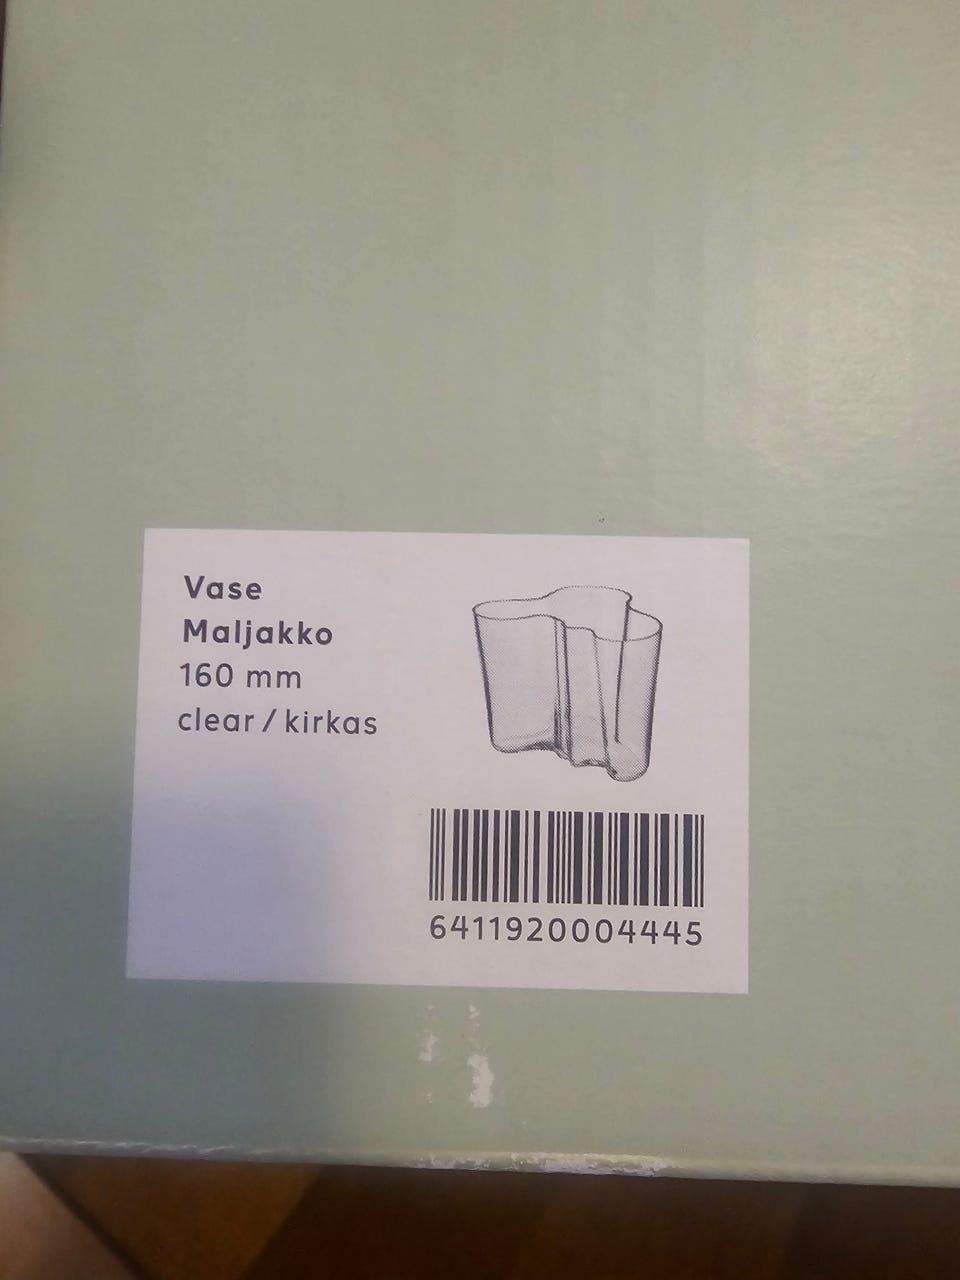 Vase
Maljakko
160 mm
clear / kirkas
6411920004445